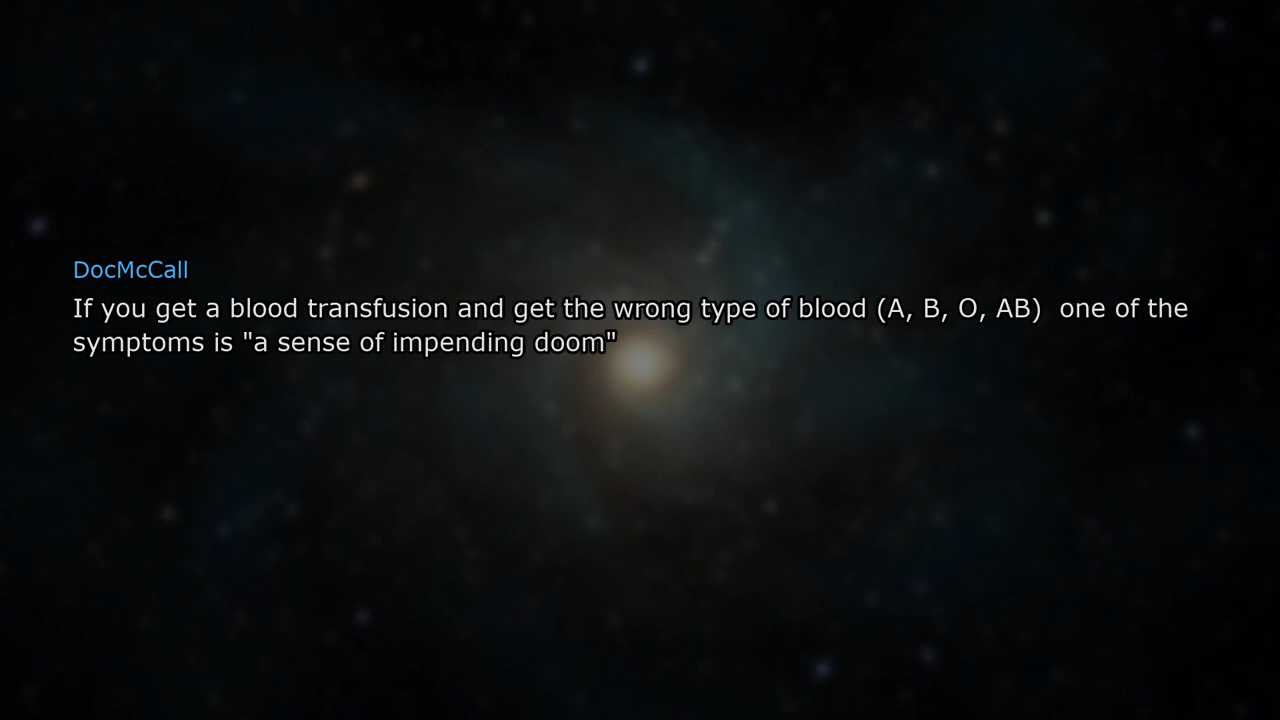 DocMcCall
If you get a blood transfusion and get the wrong type of blood (A, B, O, AB)  one of the
symptoms is "a sense of impending doom"